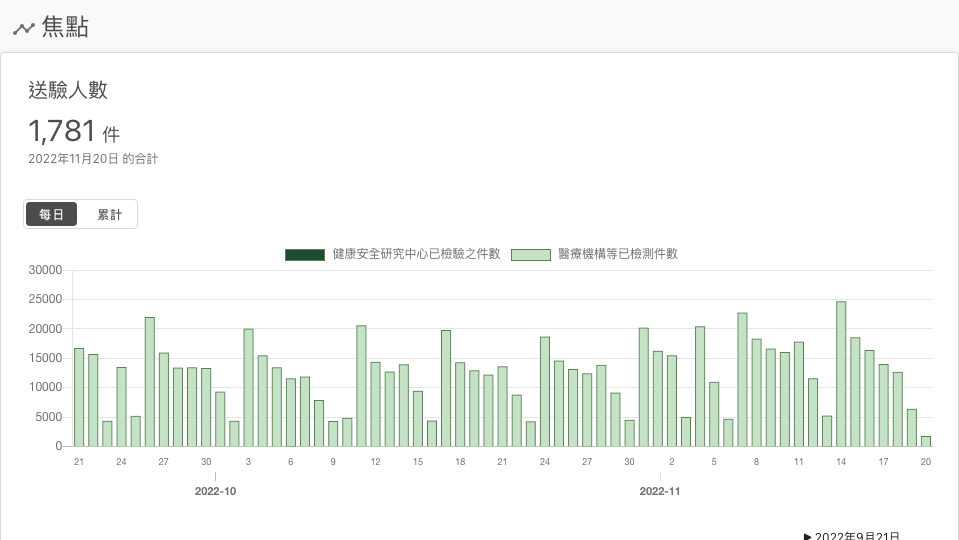 焦點
送驗人數
1,781 件
2022年11月20日 的合計
每日 累計
健康安全研究中心已檢驗之件數 醫療機構等已檢測件數
30000
25000
20000
15000
10000
5000
0
21 24 27 30 3 6 9 12 15 18 21 24 27 30 2 5 8 11 14 17 20
2022-10 2022-11
▶ 2022年9月21日